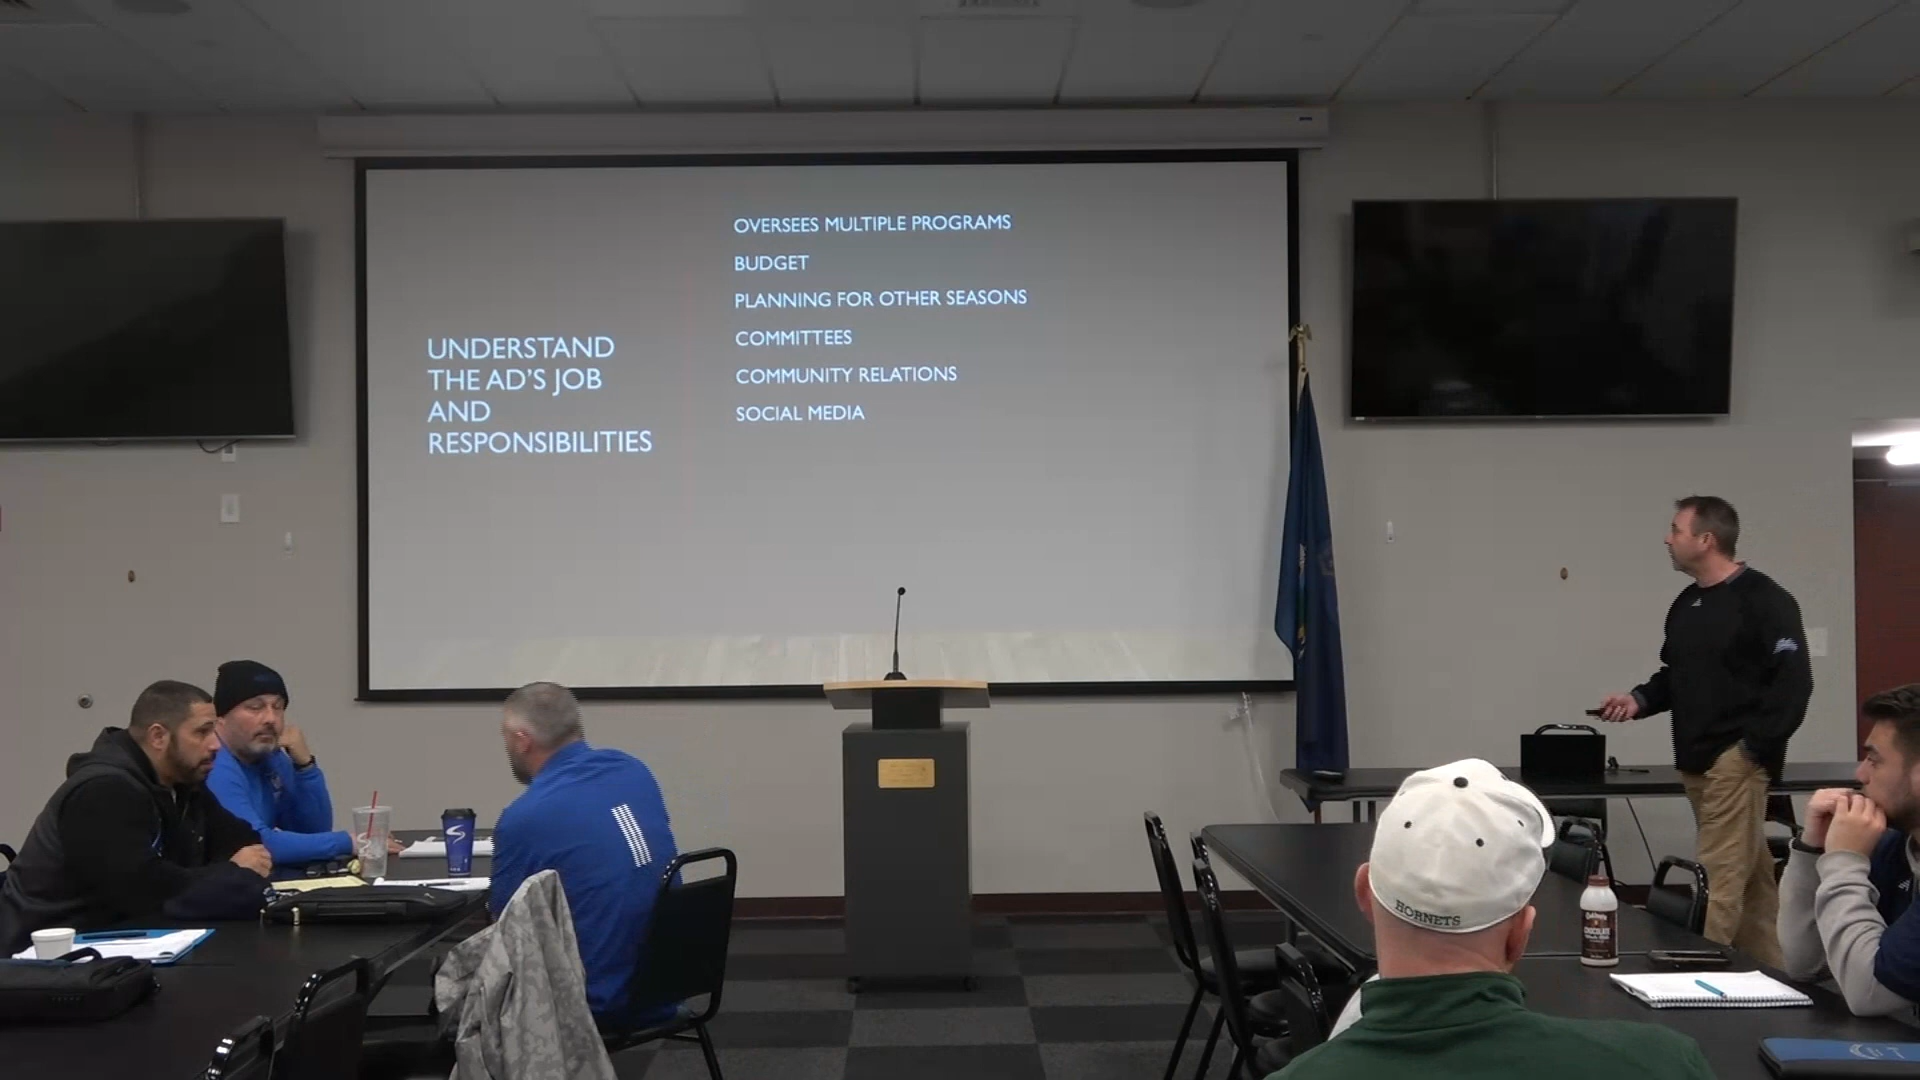 UNDERSTAND
THE AD'S JOB
AND
RESPONSIBILITIES
OVERSEES MULTIPLE PROGRAMS
BUDGET
PLANNING FOR OTHER SEASONS
COMMITTEES
COMMUNITY RELATIONS
SOCIAL MEDIA
HORNETS
CHOCOLATE